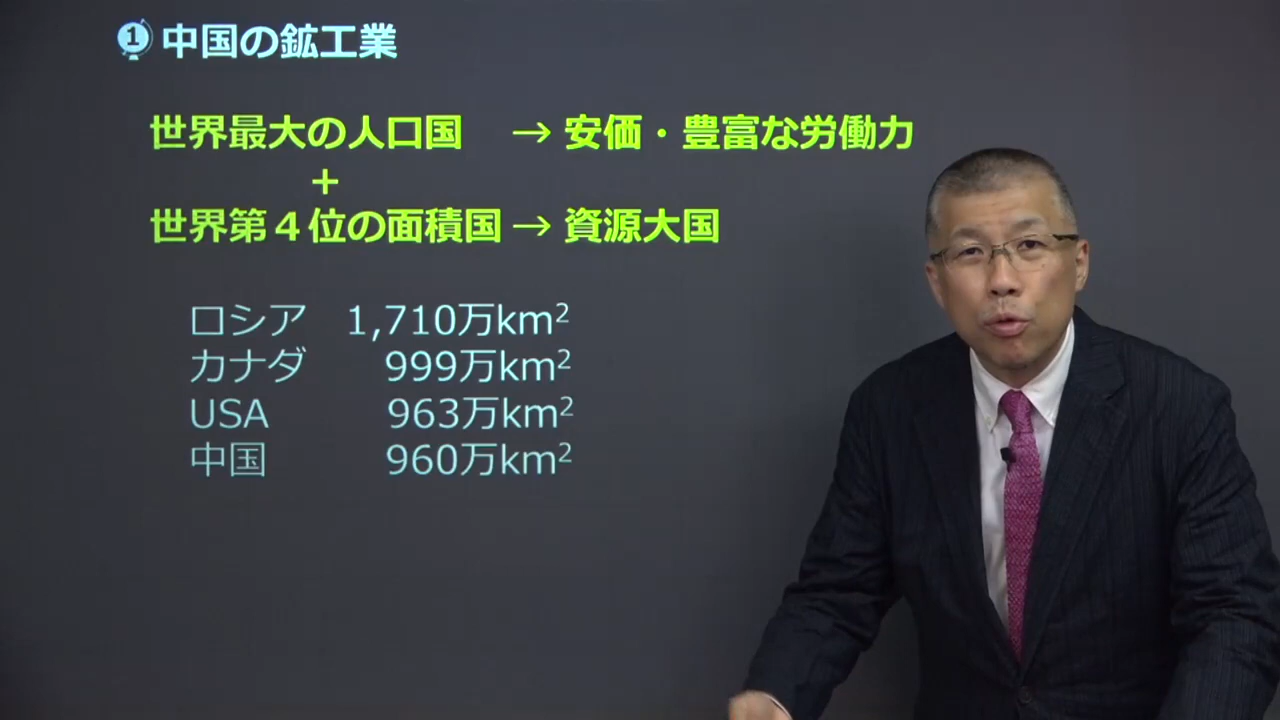 ① 中国の鉱工業
世界最大の人口国 → 安価・豊富な労働力
+
世界第4位の面積国 → 資源大国
ロシア 1,710万km²
カナダ 999万km²
USA 963万km²
中国 960万km²